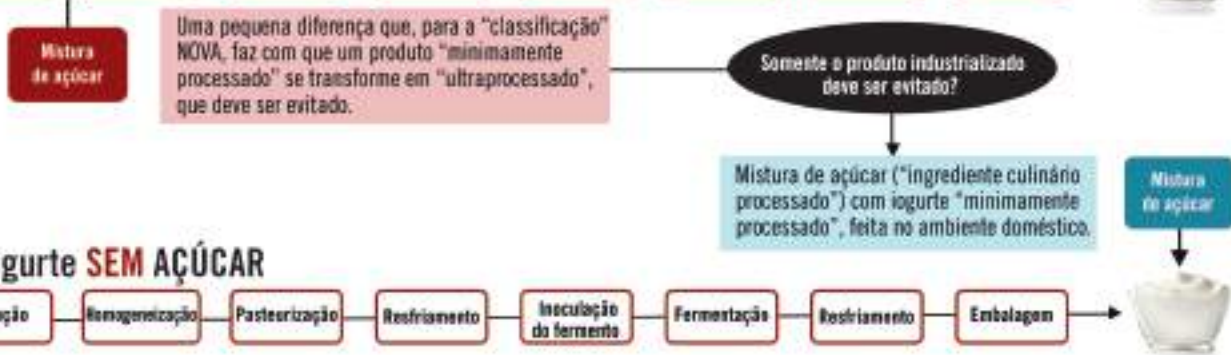 Mistura
de açúcar
Uma pequena diferença que, para a “classificação”
NOVA, faz com que um produto “minimamente
processado” se transforme em “ultraprocessado”,
que deve ser evitado.
Somente o produto industrializado
deve ser evitado?
Mistura de açúcar (“ingrediente culinário
processado”) com iogurte “minimamente
processado”, feita no ambiente doméstico.
Mistura
de açúcar
gurte SEM AÇÚCAR
ção
Homogeneização
Pasteurização
Resfriamento
Inoculação
do fermento
Fermentação
Resfriamento
Embalagem